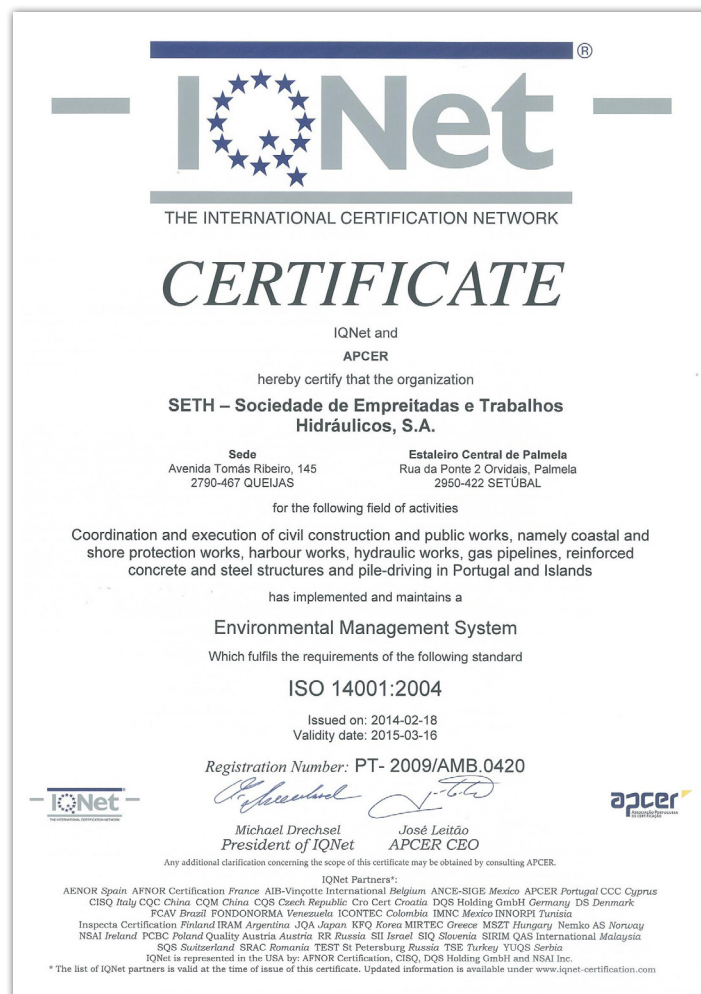 IQNet ®
THE INTERNATIONAL CERTIFICATION NETWORK
CERTIFICATE
IQNet and
APCER
hereby certify that the organization
SETH – Sociedade de Empreitadas e Trabalhos
Hidráulicos, S.A.
Sede
Avenida Tomás Ribeiro, 145
2790-467 QUEIJAS
Estaleiro Central de Palmela
Rua da Ponte 2 Orvidais, Palmela
2950-422 SETÚBAL
for the following field of activities
Coordination and execution of civil construction and public works, namely coastal and
shore protection works, harbour works, hydraulic works, gas pipelines, reinforced
concrete and steel structures and pile-driving in Portugal and Islands
has implemented and maintains a
Environmental Management System
Which fulfils the requirements of the following standard
ISO 14001:2004
Issued on: 2014-02-18
Validity date: 2015-03-16
Registration Number: PT- 2009/AMB.0420
IQNet
THE INTERNATIONAL CERTIFICATION NETWORK
Michael Drechsel
President of IQNet
José Leitão
APCER CEO
apcer
ASSOCIAÇÃO PORTUGUESA
DE CERTIFICAÇÃO
Any additional clarification concerning the scope of this certificate may be obtained by consulting APCER.
IQNet Partners*:
AENOR Spain AFNOR Certification France AIB-Vinçotte International Belgium ANCE-SIGE Mexico APCER Portugal CCC Cyprus
CISQ Italy CQC China CQM China CQS Czech Republic Cro Cert Croatia DQS Holding GmbH Germany DS Denmark
FCAV Brazil FONDONORMA Venezuela ICONTEC Colombia IMNC Mexico INNORPI Tunisia
Inspecta Certification Finland IRAM Argentina JQA Japan KFQ Korea MIRTEC Greece MSZT Hungary Nemko AS Norway
NSAI Ireland PCBC Poland Quality Austria Austria RR Russia SII Israel SIQ Slovenia SIRIM QAS International Malaysia
SQS Switzerland SRAC Romania TEST St Petersburg Russia TSE Turkey YUQS Serbia
IQNet is represented in the USA by: AFNOR Certification, CISQ, DQS Holding GmbH and NSAI Inc.
* The list of IQNet partners is valid at the time of issue of this certificate. Updated information is available under www.iqnet-certification.com